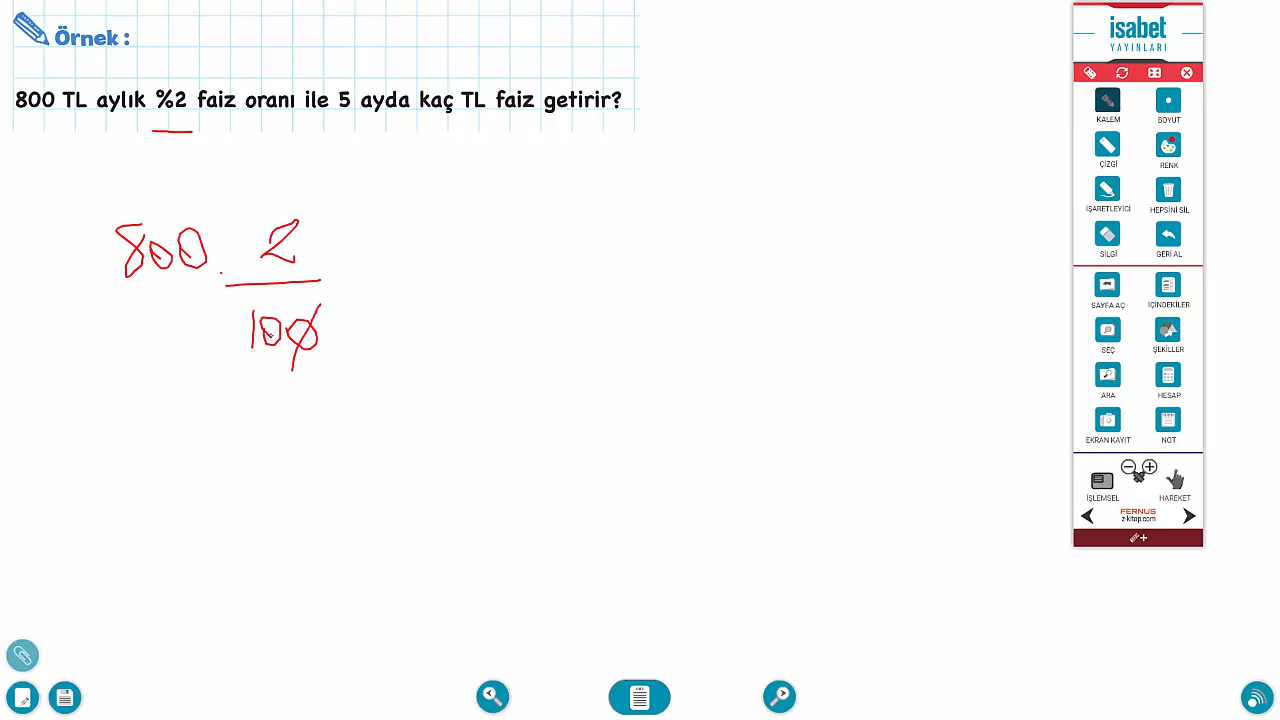 Örnek :
800 TL aylık %2 faiz oranı ile 5 ayda kaç TL faiz getirir?
800 . 2
100
isabet
YAYINLARI
KALEM BOYUT
ÇİZGİ RENK
İŞARETLEYİCİ HEPSİNİ SİL
SİLGİ GERİ AL
SAYFA AÇ İÇİNDEKİLER
SEÇ ŞEKİLLER
ARA HESAP
EKRAN KAYIT NOT
İŞLEMSEL HAREKET
FERNUS
z-kitap.com